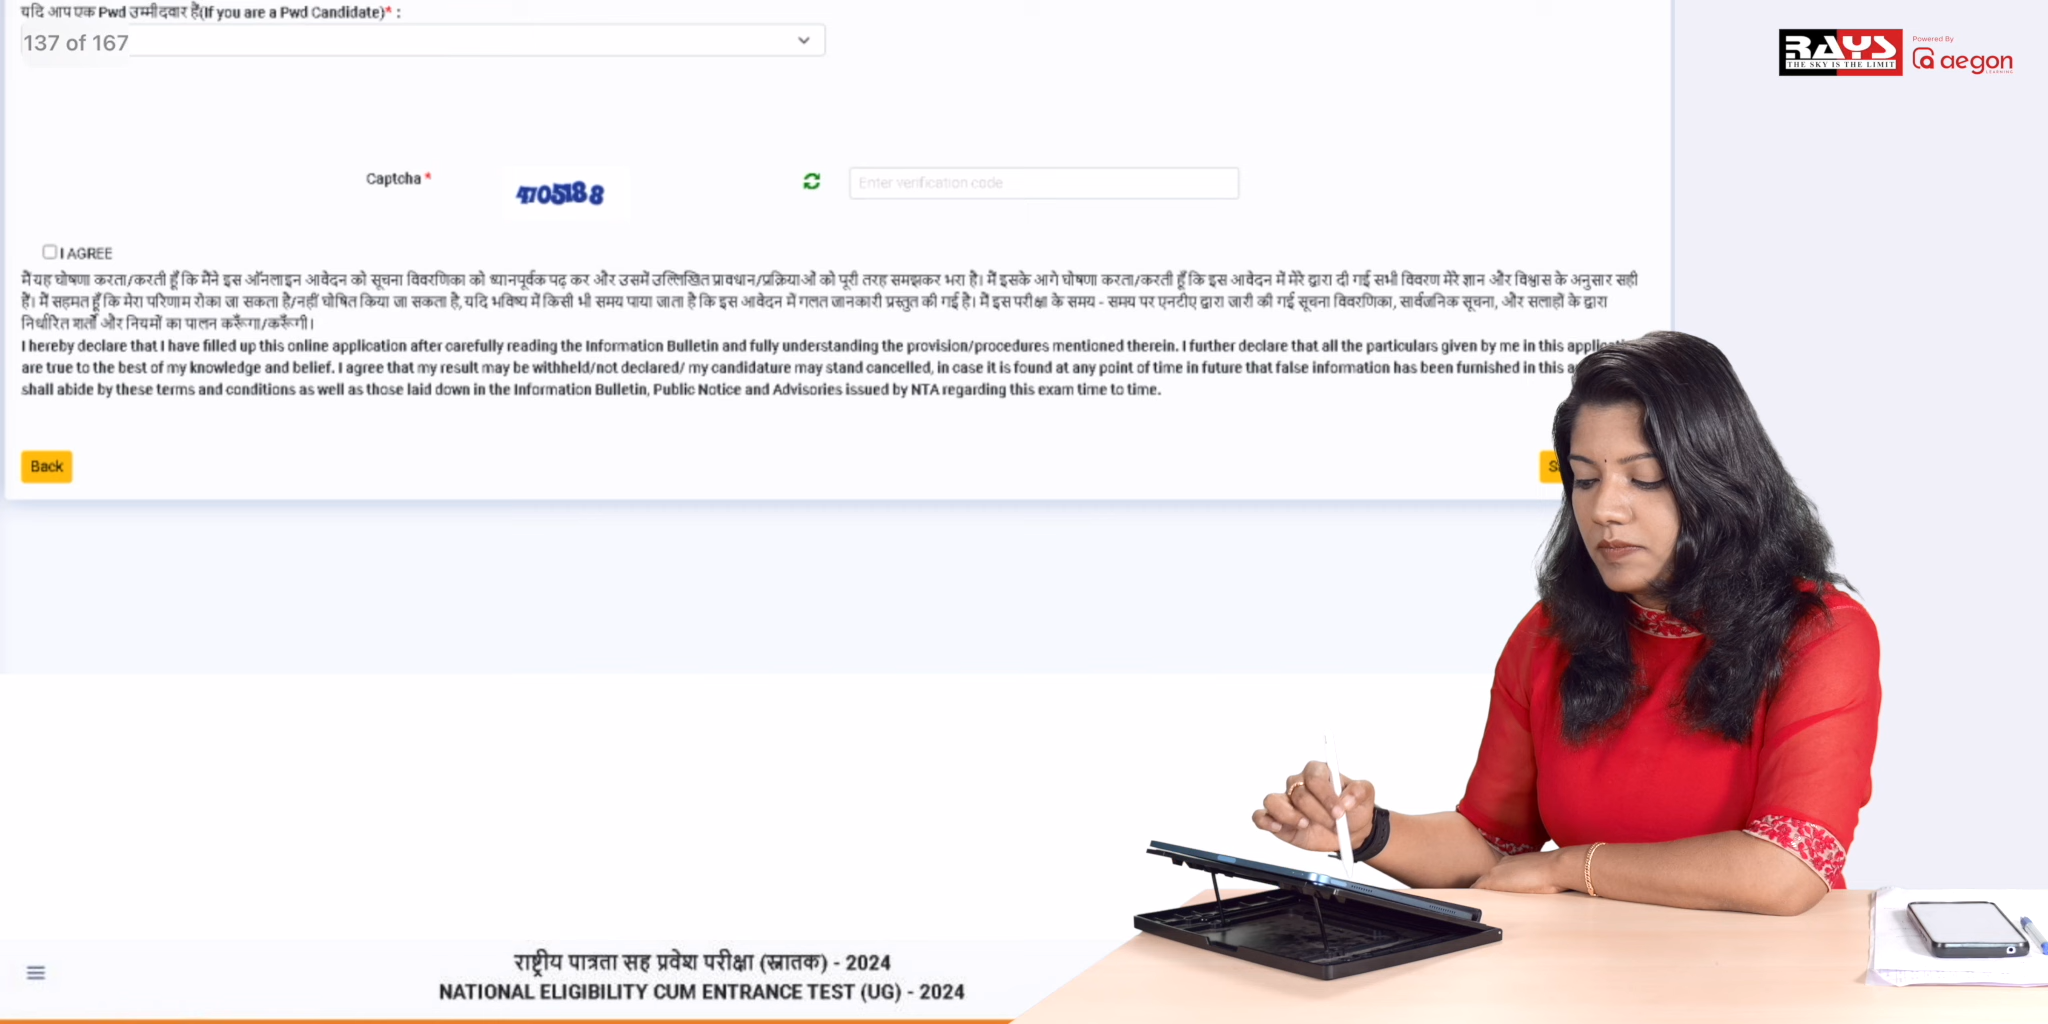 यदि आप एक Pwd उम्मीदवार हैं(If you are a Pwd Candidate)* :
137 of 167
RAYS
THE SKY IS THE LIMIT
Powered By
aegon
LEARNING
Captcha *
4705188
Enter verification code
I AGREE
मैं यह घोषणा करता/करती हूँ कि मैंने इस ऑनलाइन आवेदन को सूचना विवरणिका को ध्यानपूर्वक पढ़ कर और उसमें उल्लिखित प्रावधान/प्रक्रियाओं को पूरी तरह समझकर भरा है। मैं इसके आगे घोषणा करता/करती हूँ कि इस आवेदन में मेरे द्वारा दी गई सभी विवरण मेरे ज्ञान और विश्वास के अनुसार सही
हैं। मैं सहमत हूँ कि मेरा परिणाम रोका जा सकता है/नहीं घोषित किया जा सकता है, यदि भविष्य में किसी भी समय पाया जाता है कि इस आवेदन में गलत जानकारी प्रस्तुत की गई है। मैं इस परीक्षा के समय - समय पर एनटीए द्वारा जारी की गई सूचना विवरणिका, सार्वजनिक सूचना, और सलाहों के द्वारा
निर्धारित शर्तों और नियमों का पालन करूँगा/करूँगी।
I hereby declare that I have filled up this online application after carefully reading the Information Bulletin and fully understanding the provision/procedures mentioned therein. I further declare that all the particulars given by me in this
are true to the best of my knowledge and belief. I agree that my result may be withheld/not declared/ my candidature may stand cancelled, in case it is found at any point of time in future that false information has been furnished in this
shall abide by these terms and conditions as well as those laid down in the Information Bulletin, Public Notice and Advisories issued by NTA regarding this exam time to time.
Back
राष्ट्रीय पात्रता सह प्रवेश परीक्षा (स्नातक) - 2024
NATIONAL ELIGIBILITY CUM ENTRANCE TEST (UG) - 2024